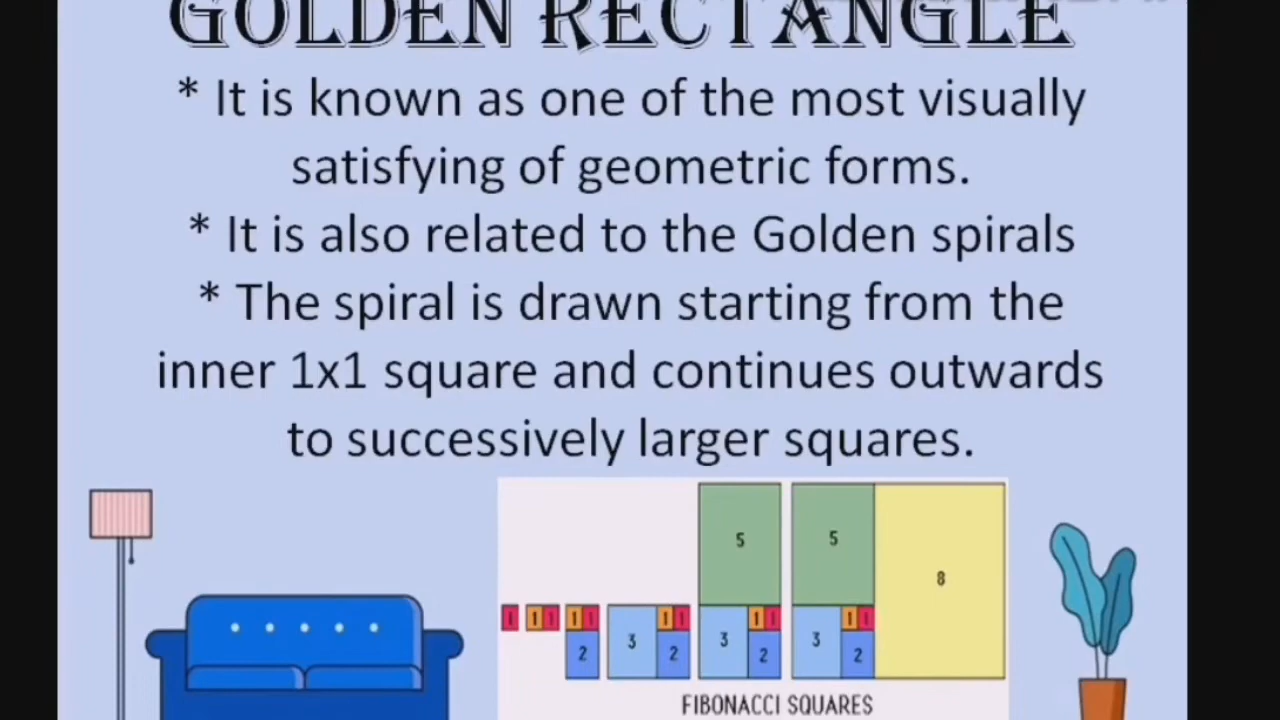 GOLDEN RECTANGLE
* It is known as one of the most visually
satisfying of geometric forms.
* It is also related to the Golden spirals
* The spiral is drawn starting from the
inner 1x1 square and continues outwards
to successively larger squares.
5 5 8
1 1 1 1 1 1 1 1 1 1 1
2 3 2 3 2 3 2
FIBONACCI SQUARES